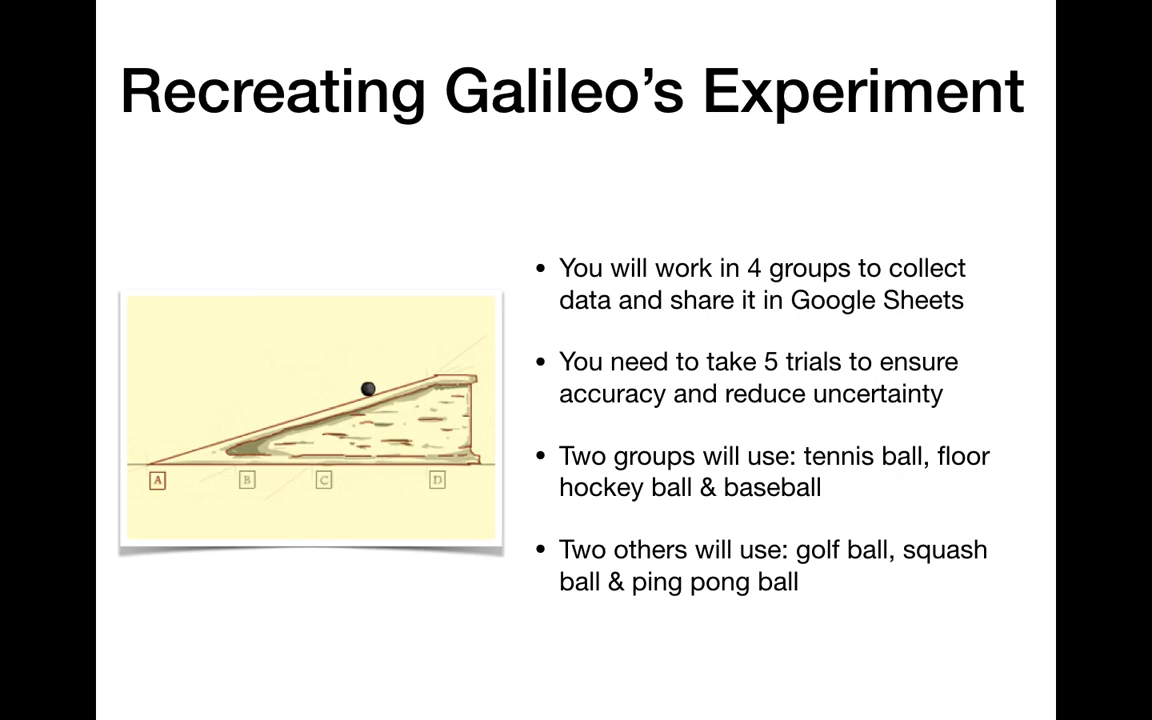 Recreating Galileo’s Experiment
• You will work in 4 groups to collect
data and share it in Google Sheets
• You need to take 5 trials to ensure
accuracy and reduce uncertainty
• Two groups will use: tennis ball, floor
hockey ball & baseball
• Two others will use: golf ball, squash
ball & ping pong ball
A B C D